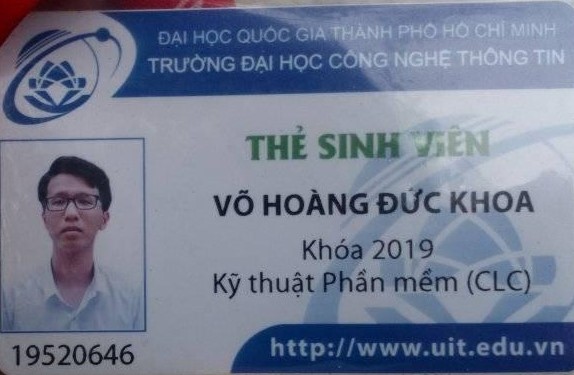 ĐẠI HỌC QUỐC GIA THÀNH PHỐ HỒ CHÍ MINH
TRƯỜNG ĐẠI HỌC CÔNG NGHỆ THÔNG TIN
THẺ SINH VIÊN
VÕ HOÀNG ĐỨC KHOA
Khóa 2019
Kỹ thuật Phần mềm (CLC)
19520646
http://www.uit.edu.vn